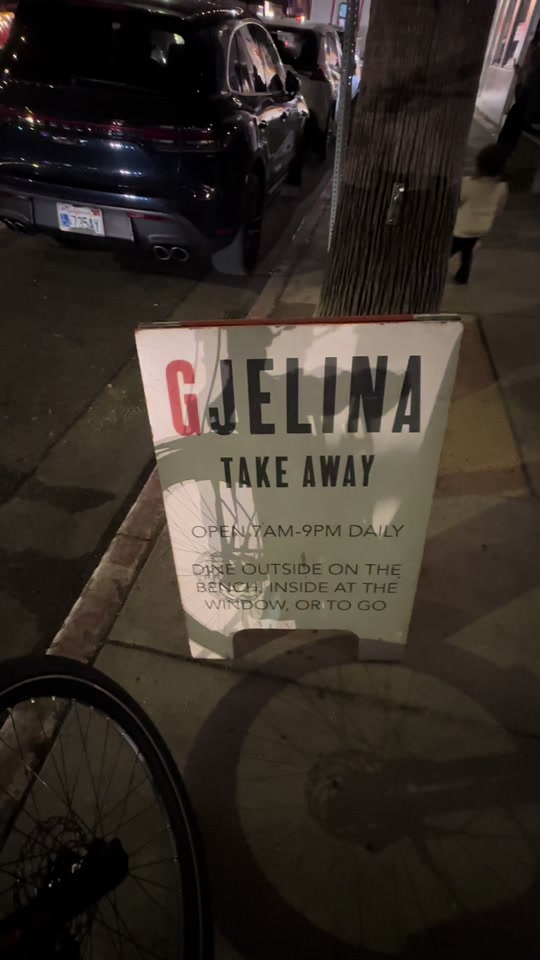 GJELINA
TAKE AWAY
OPEN 7AM-9PM DAILY
DINE OUTSIDE ON THE
BENCH, INSIDE AT THE
WINDOW, OR TO GO